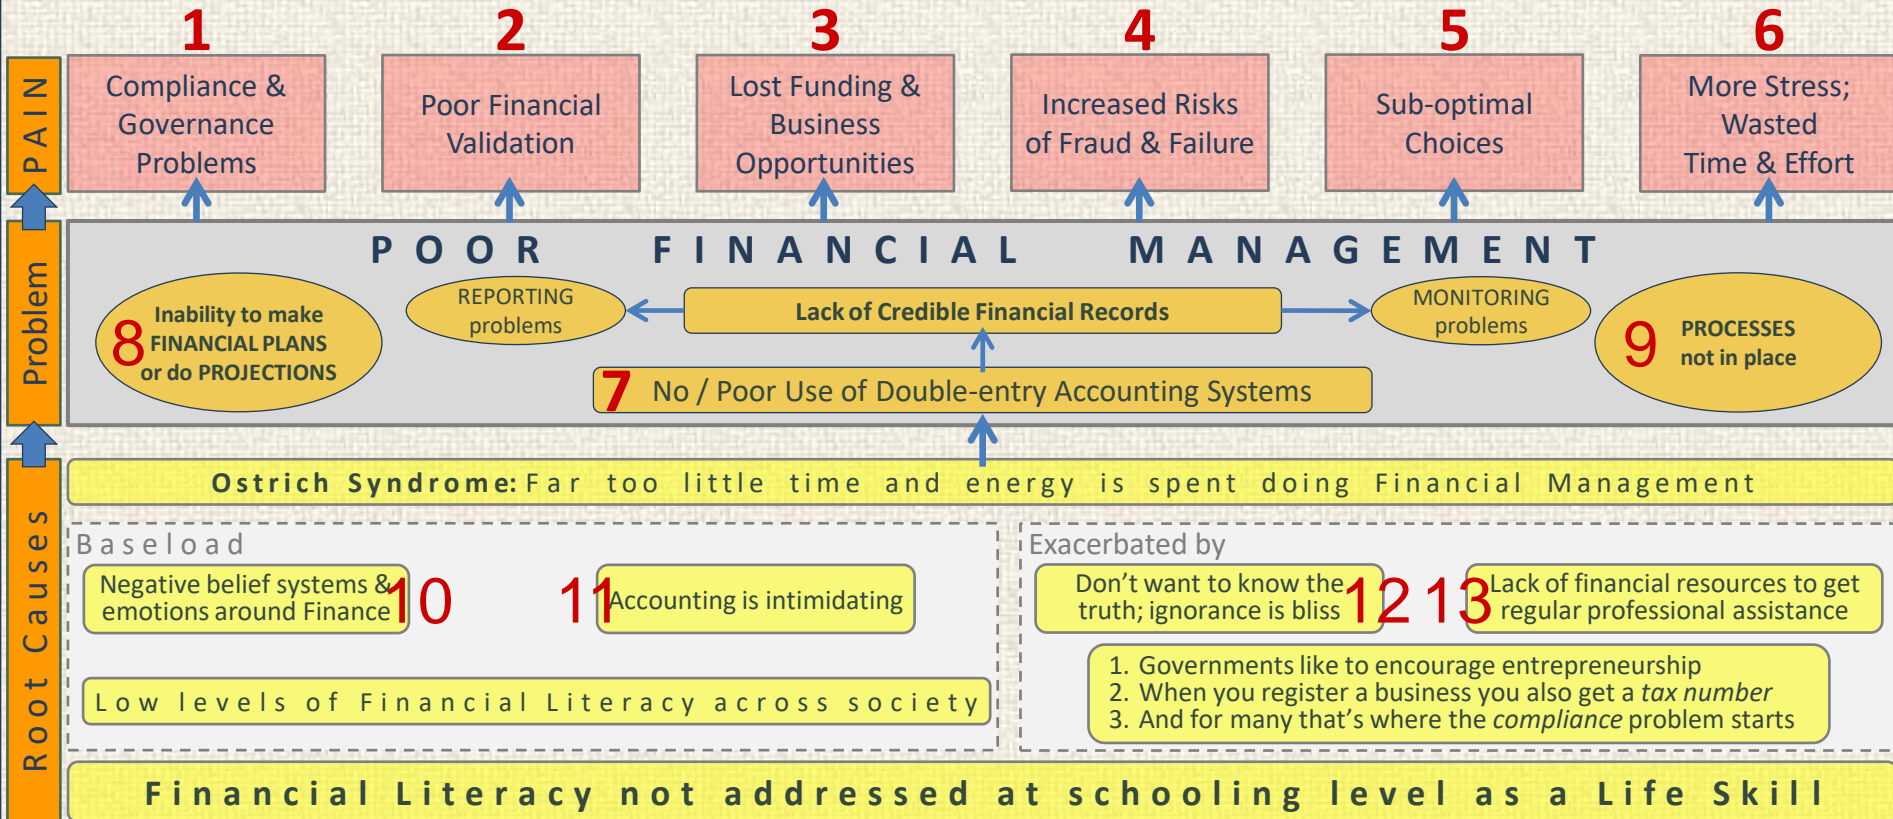 1
2
3
4
5
6
PAIN
Compliance &
Governance
Problems
Poor Financial
Validation
Lost Funding &
Business
Opportunities
Increased Risks
of Fraud & Failure
Sub-optimal
Choices
More Stress;
Wasted
Time & Effort
Problem
POOR FINANCIAL MANAGEMENT
8
Inability to make
FINANCIAL PLANS
or do PROJECTIONS
REPORTING
problems
Lack of Credible Financial Records
MONITORING
problems
9
PROCESSES
not in place
7 No / Poor Use of Double-entry Accounting Systems
Root Causes
Ostrich Syndrome: Far too little time and energy is spent doing Financial Management
Baseload
Negative belief systems &
emotions around Finance
10
11
Accounting is intimidating
Low levels of Financial Literacy across society
Exacerbated by
Don't want to know the
truth; ignorance is bliss
12
13
Lack of financial resources to get
regular professional assistance
1. Governments like to encourage entrepreneurship
2. When you register a business you also get a tax number
3. And for many that's where the compliance problem starts
Financial Literacy not addressed at schooling level as a Life Skill